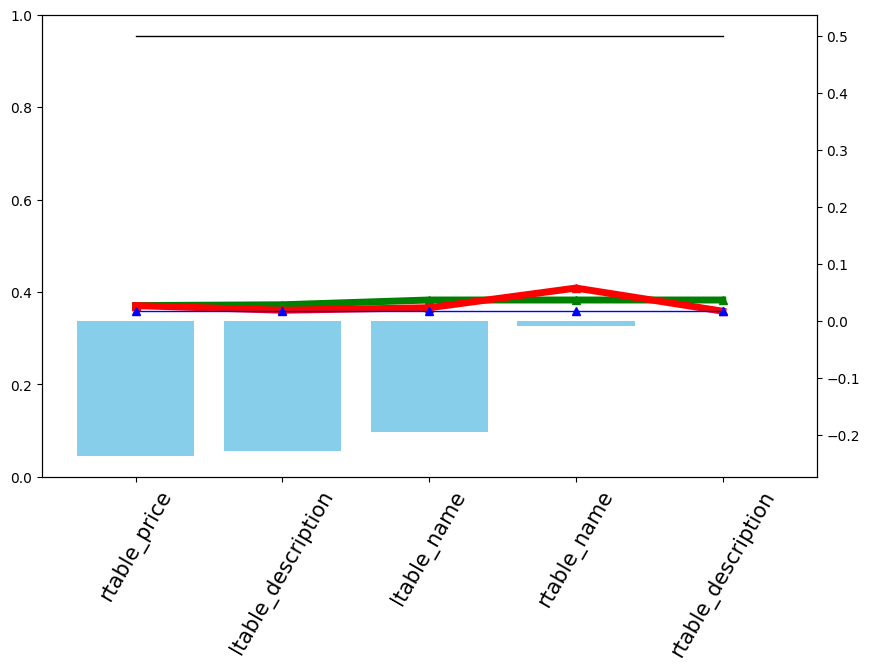 1.0
0.8
0.6
0.4
0.2
0.0
0.5
0.4
0.3
0.2
0.1
0.0
−0.1
−0.2
rtable_price
ltable_description
ltable_name
rtable_name
rtable_description